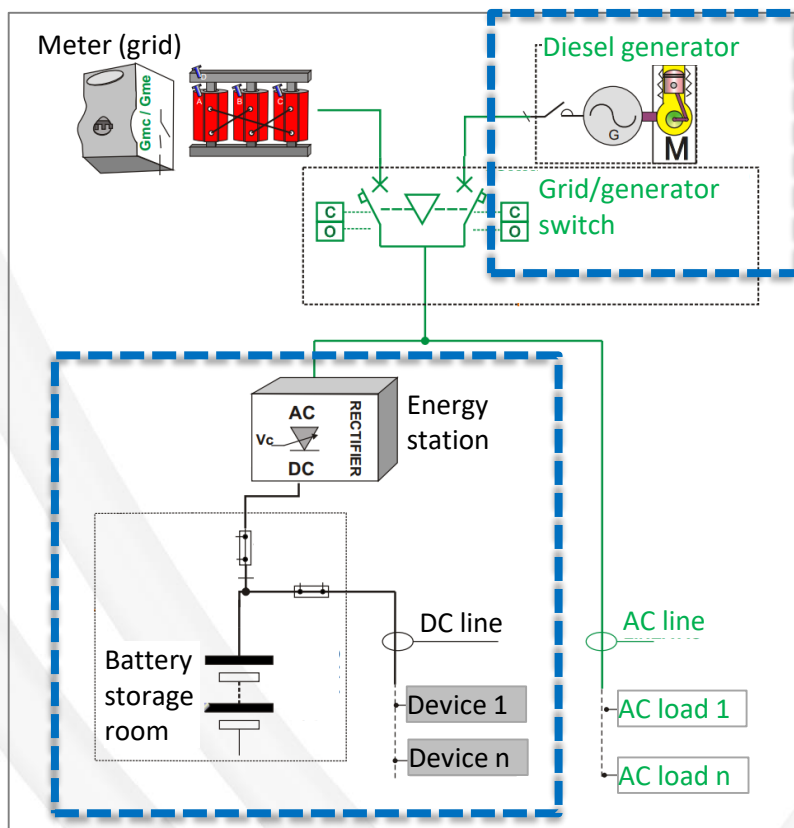 Meter (grid)
Gmc / Gme
A
B
C
Diesel generator
G
M
Grid/generator
switch
C
O
C
O
AC
Vc
DC
RECTIFIER
Energy
station
DC line
AC line
Battery
storage
room
Device 1
Device n
AC load 1
AC load n